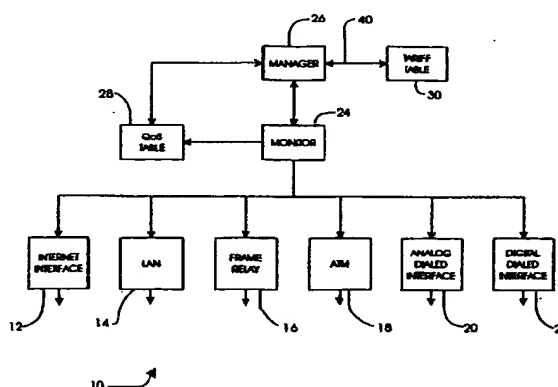 26
40
MANAGER
TARIFF
TABLE
30
28
24
QoS
TABLE
MONITOR
INTERNET
INTERFACE
LAN
FRAME
RELAY
ATM
ANALOG
DIALED
INTERFACE
DIGITAL
DIALED
INTERFACE
12
14
16
18
20
10